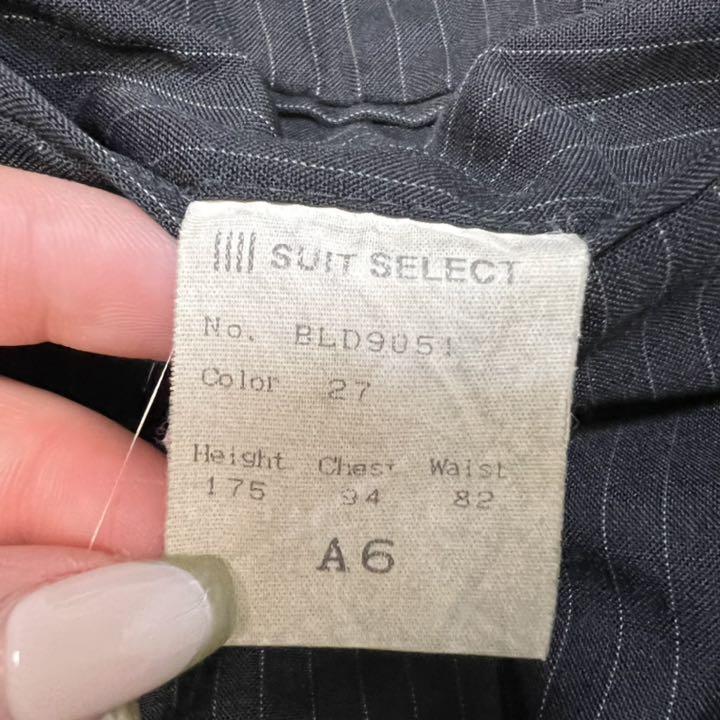 SUIT SELECT
No. BLD9051
Color 27
Height Chest Waist
175 94 82
A6